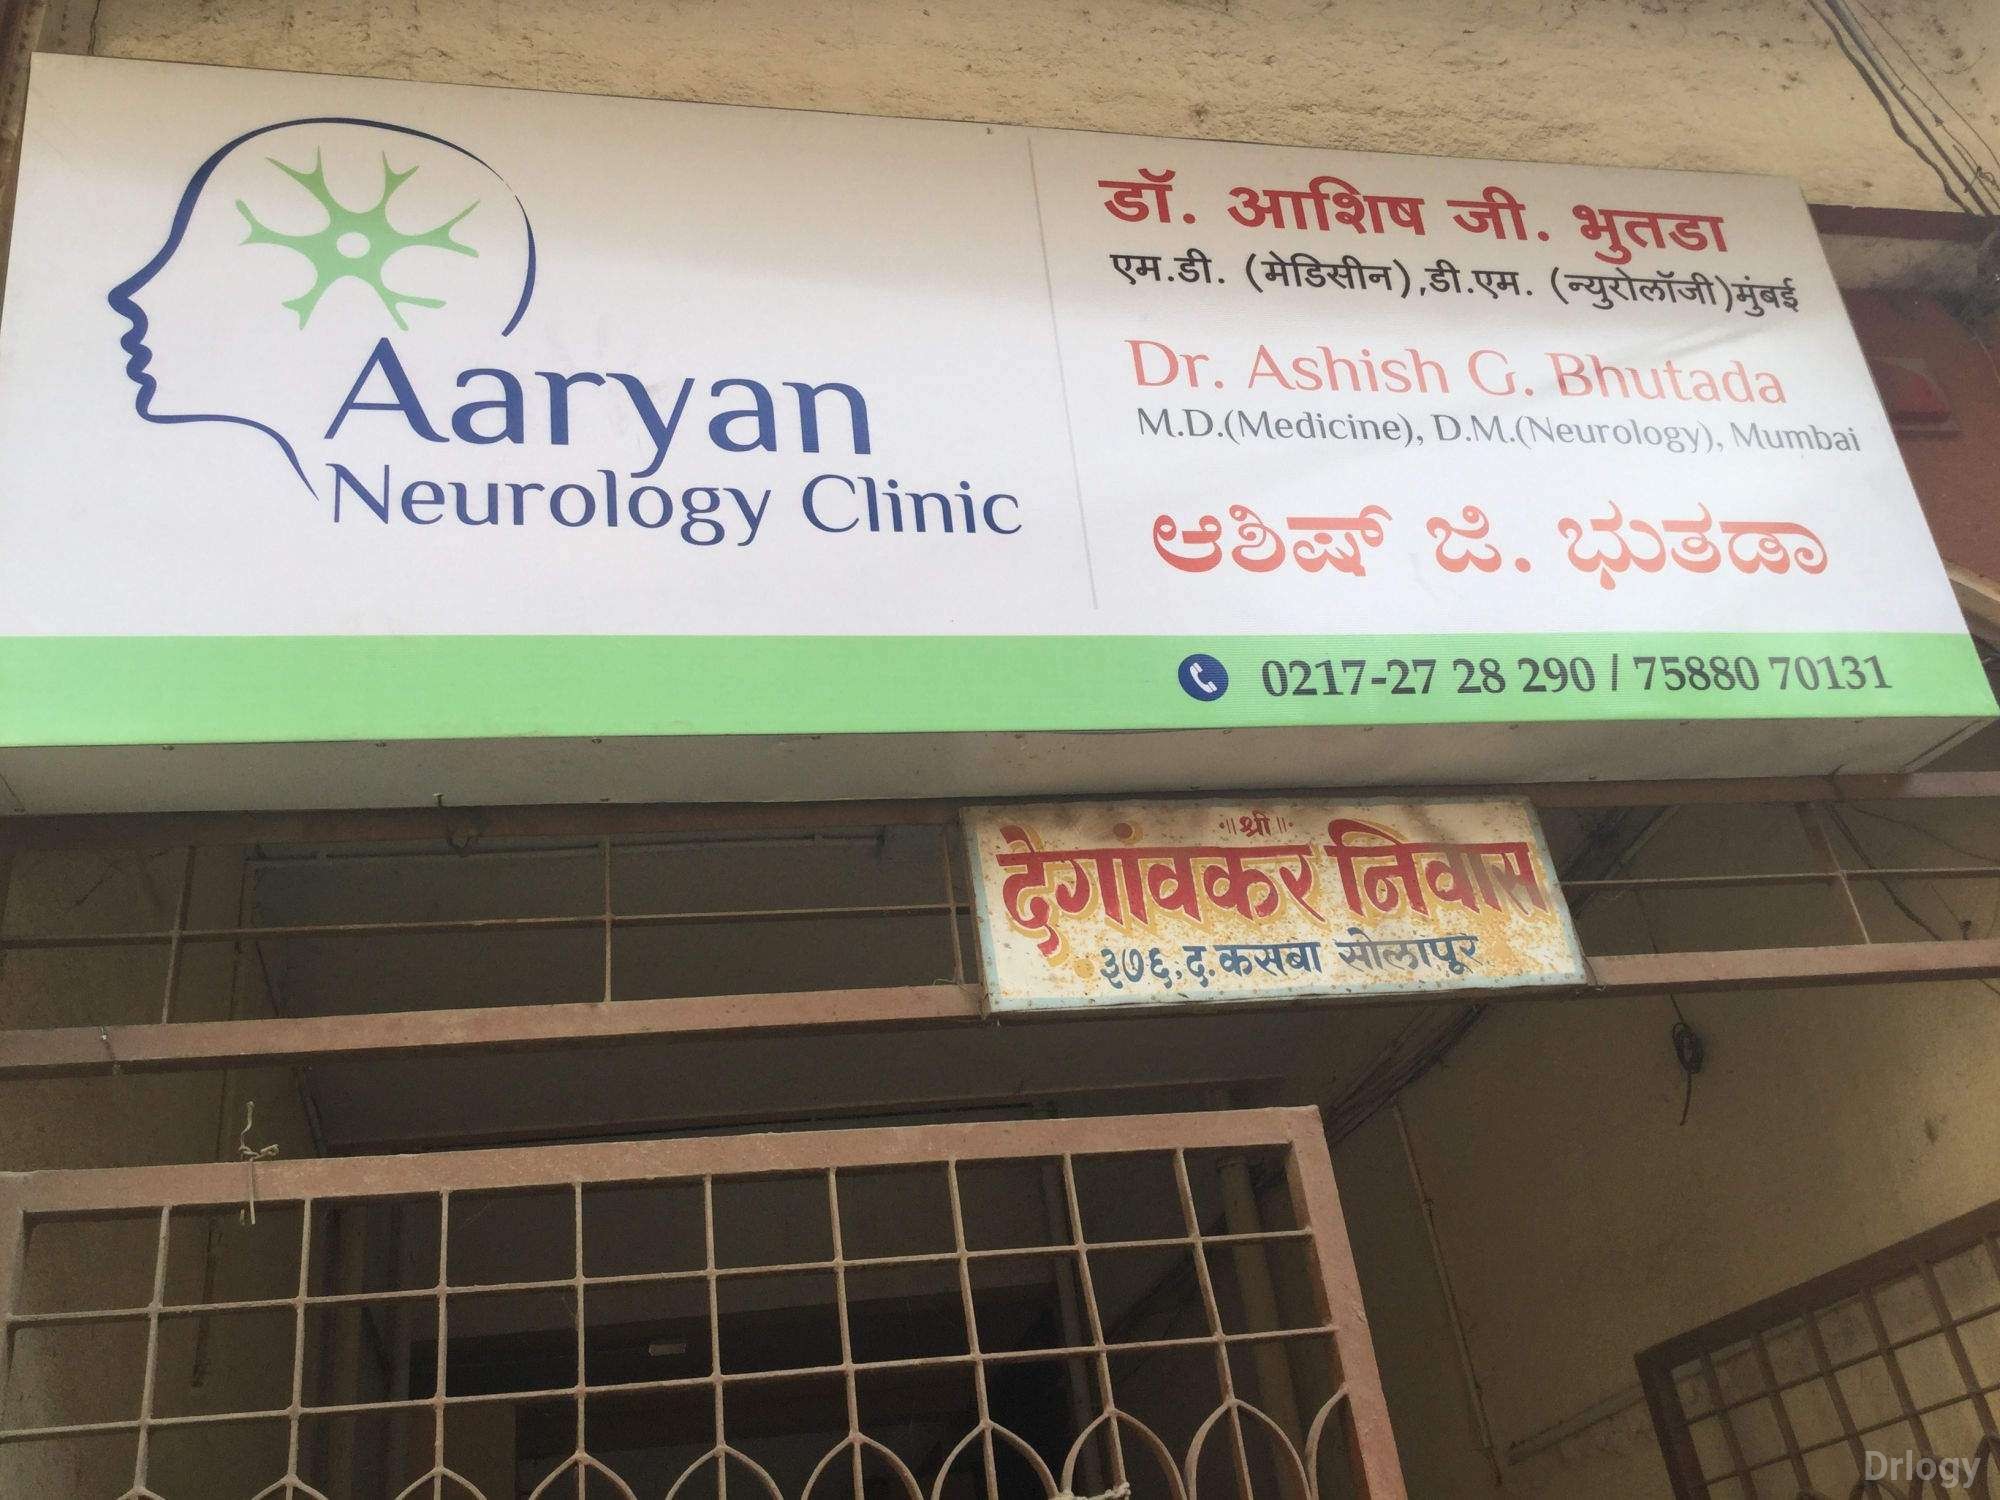 Aaryan
Neurology Clinic
डॉ. आशिष जी. भुतडा
एम.डी. (मेडिसीन),डी.एम. (न्युरोलॉजी)मुंबई
Dr. Ashish G. Bhutada
M.D.(Medicine), D.M.(Neurology), Mumbai
ಆಶಿಷ್ ಜಿ. ಭುತಡಾ
0217-27 28 290 / 75880 70131
॥ श्री ॥
देगांवकर निवास
३७६, द. कसबा सोलापूर
Drlogy